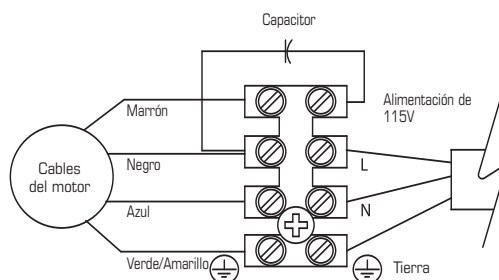 Capacitor
Alimentación de
115V
Marrón
Negro
L
Cables
del motor
Azul
N
Verde/Amarillo
Tierra